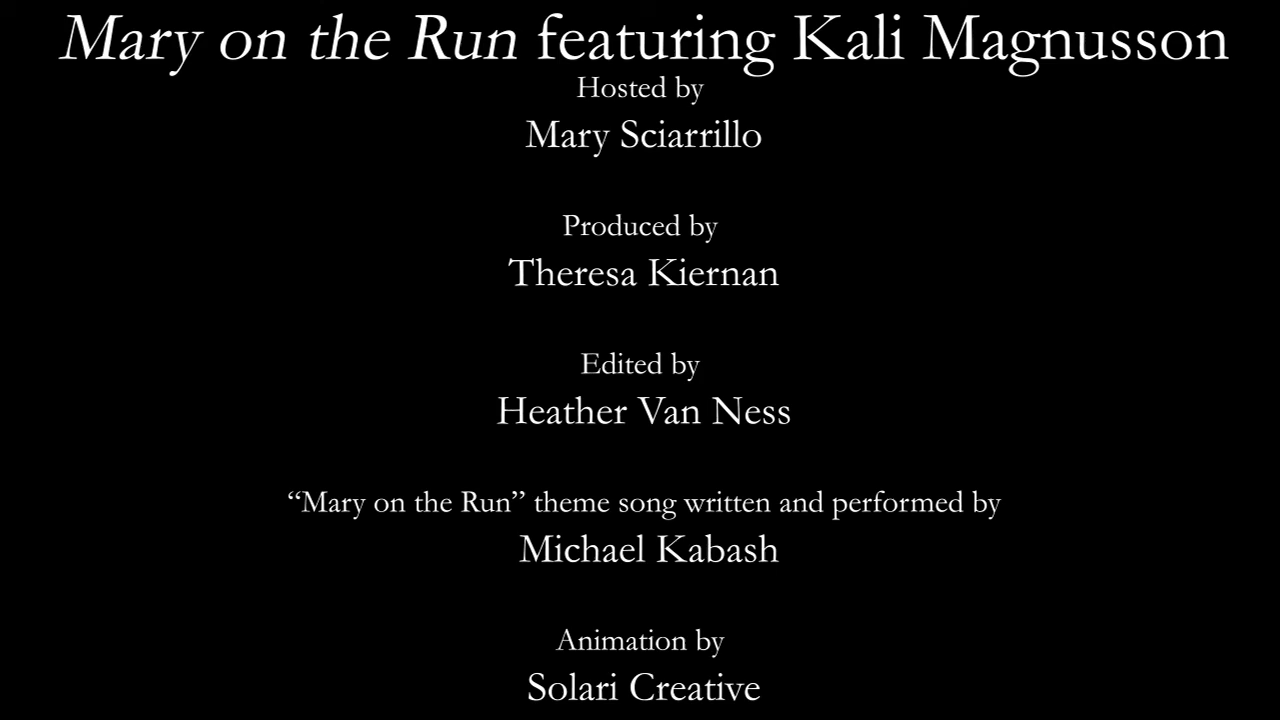 Mary on the Run featuring Kali Magnusson
Hosted by
Mary Sciarrillo
Produced by
Theresa Kiernan
Edited by
Heather Van Ness
“Mary on the Run” theme song written and performed by
Michael Kabash
Animation by
Solari Creative